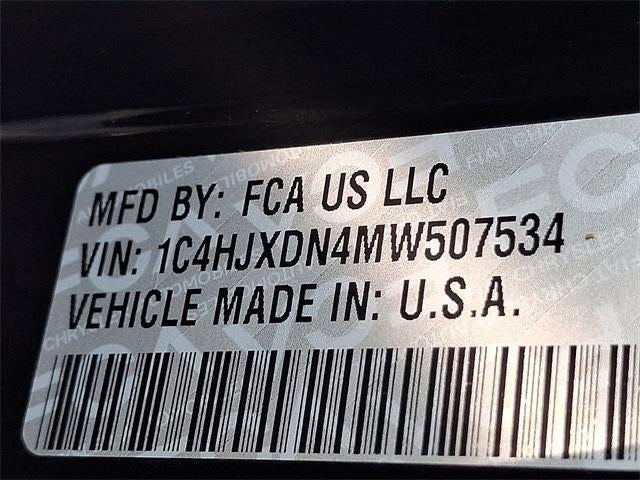 MFD BY: FCA US LLC
VIN: 1C4HJXDN4MW507534
VEHICLE MADE IN: U.S.A.